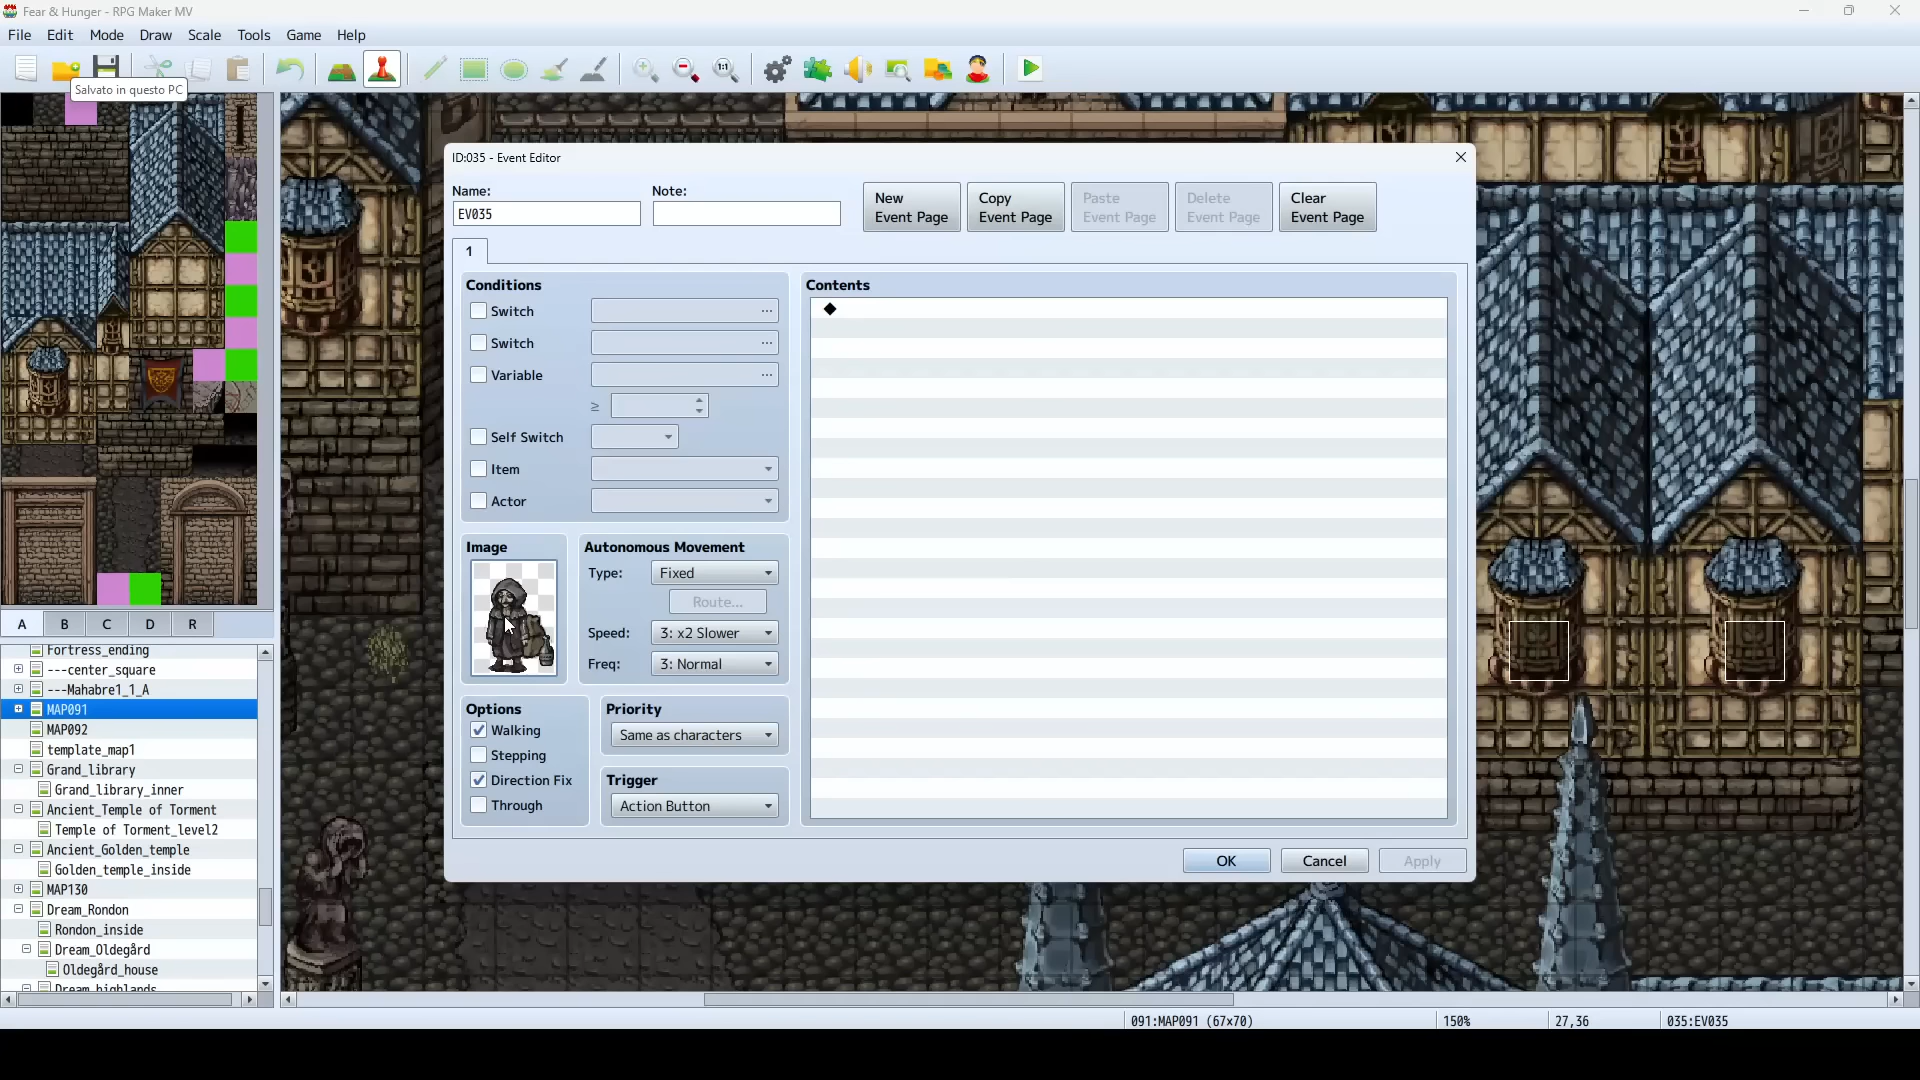 Fear & Hunger - RPG Maker MV
File Edit Mode Draw Scale Tools Game Help
1:1
Salvato in questo PC
ID:035 - Event Editor
Name: Note:
EV035
New Event Page
Copy Event Page
Paste Event Page
Delete Event Page
Clear Event Page
1
Conditions
Switch ...
Switch ...
Variable ...
≥
Self Switch
Item
Actor
Image
Autonomous Movement
Type: Fixed
Route...
Speed: 3: x2 Slower
Freq: 3: Normal
Options
Walking
Stepping
Direction Fix
Through
Priority
Same as characters
Trigger
Action Button
Contents
◆
OK Cancel Apply
A B C D R
Fortress_ending
---center_square
---Mahabre1_1_A
MAP091
MAP092
template_map1
Grand_library
Grand_library_inner
Ancient_Temple of Torment
Temple of Torment_level2
Ancient_Golden_temple
Golden_temple_inside
MAP130
Dream_Rondon
Rondon_inside
Dream_Oldegård
Oldegård_house
Dream_highlands
091:MAP091 (67×70) 150% 27,36 035:EV035